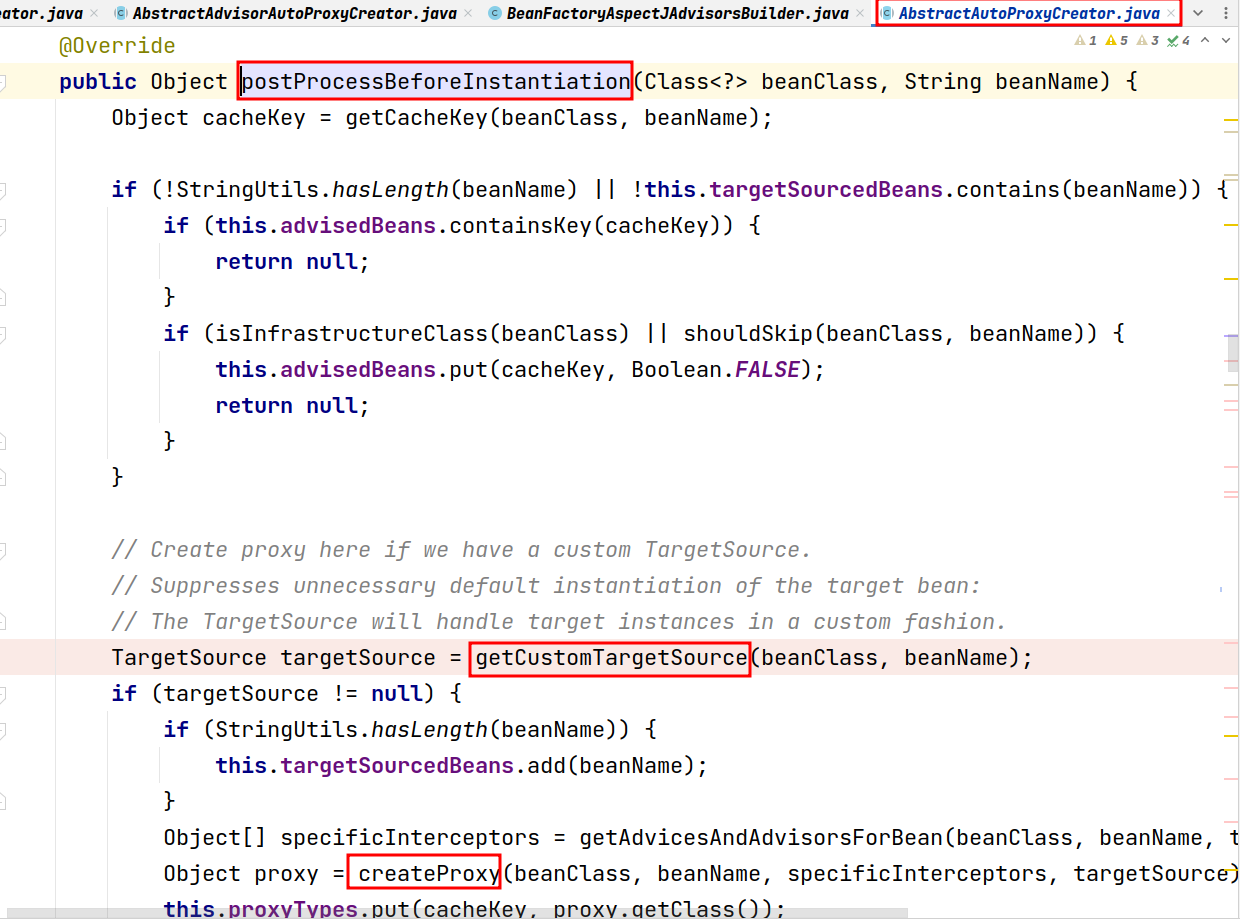 ator.java AbstractAdvisorAutoProxyCreator.java BeanFactoryAspectJAdvisorsBuilder.java AbstractAutoProxyCreator.java
1 5 3 4
@Override
public Object postProcessBeforeInstantiation(Class<?> beanClass, String beanName) {
    Object cacheKey = getCacheKey(beanClass, beanName);
    if (!StringUtils.hasLength(beanName) || !this.targetSourcedBeans.contains(beanName)) {
        if (this.advisedBeans.containsKey(cacheKey)) {
            return null;
        }
        if (isInfrastructureClass(beanClass) || shouldSkip(beanClass, beanName)) {
            this.advisedBeans.put(cacheKey, Boolean.FALSE);
            return null;
        }
    }
    // Create proxy here if we have a custom TargetSource.
    // Suppresses unnecessary default instantiation of the target bean:
    // The TargetSource will handle target instances in a custom fashion.
    TargetSource targetSource = getCustomTargetSource(beanClass, beanName);
    if (targetSource != null) {
        if (StringUtils.hasLength(beanName)) {
            this.targetSourcedBeans.add(beanName);
        }
        Object[] specificInterceptors = getAdvicesAndAdvisorsForBean(beanClass, beanName, t
        Object proxy = createProxy(beanClass, beanName, specificInterceptors, targetSource)
        this.proxyTypes.put(cacheKey, proxy.getClass());